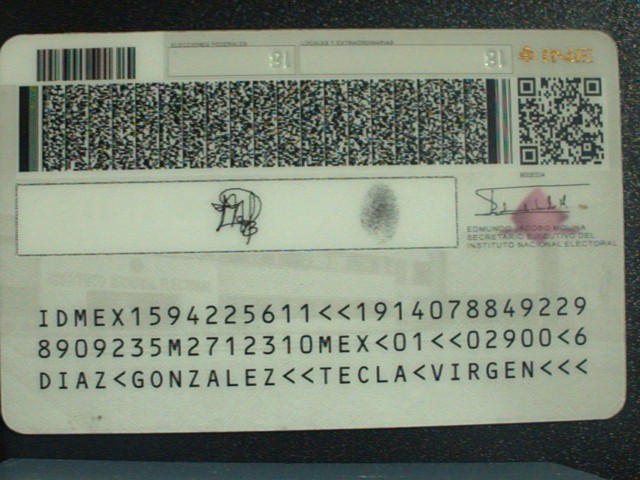 ELECCIONES FEDERALES LOCALES Y EXTRAORDINARIAS
18 18
EDMUNDO JACOBO MOLINA
SECRETARIO EJECUTIVO DEL
INSTITUTO NACIONAL ELECTORAL
IDMEX1594225611<<1914078849229
8909235M2712310MEX<01<<02900<6
DIAZ<GONZALEZ<<TECLA<VIRGEN<<<